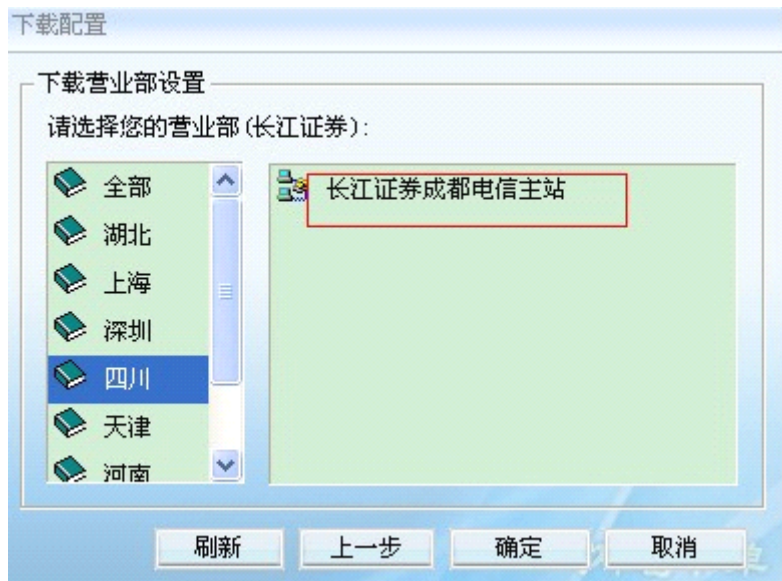 下载配置
下载营业部设置
请选择您的营业部(长江证券):
全部
湖北
上海
深圳
四川
天津
河南
长江证券成都电信主站
刷新
上一步
确定
取消